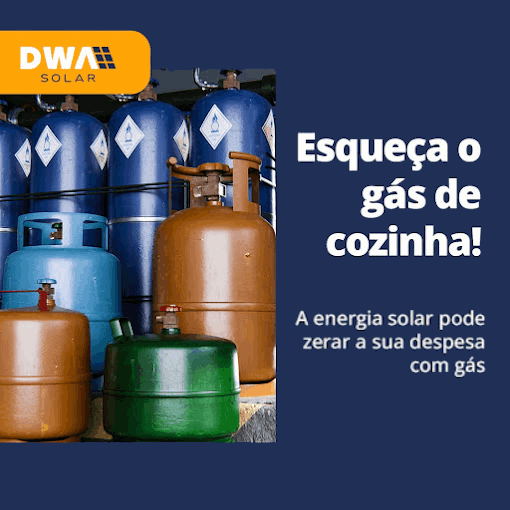 DWA
SOLAR
Esqueça o
gás de
cozinha!
A energia solar pode
zerar a sua despesa
com gás